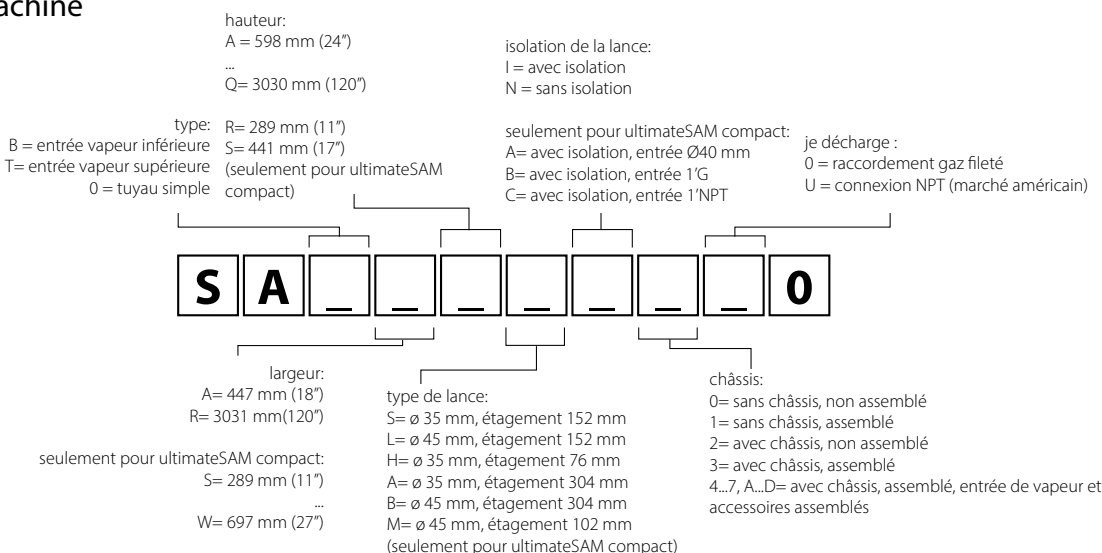 hauteur:
A = 598 mm (24”)
...
Q= 3030 mm (120”)
R= 289 mm (11”)
S= 441 mm (17”)
(seulement pour ultimateSAM
compact)
type:
B = entrée vapeur inférieure
T= entrée vapeur supérieure
0 = tuyau simple
isolation de la lance:
I = avec isolation
N = sans isolation
seulement pour ultimateSAM compact:
A= avec isolation, entrée Ø40 mm
B= avec isolation, entrée 1’G
C= avec isolation, entrée 1’NPT
je décharge :
0 = raccordement gaz fileté
U = connexion NPT (marché américain)
S A _ _ _ _ _ _ _ 0
largeur:
A= 447 mm (18”)
R= 3031 mm(120”)
seulement pour ultimateSAM compact:
S= 289 mm (11”)
...
W= 697 mm (27”)
type de lance:
S= ø 35 mm, étagement 152 mm
L= ø 45 mm, étagement 152 mm
H= ø 35 mm, étagement 76 mm
A= ø 35 mm, étagement 304 mm
B= ø 45 mm, étagement 304 mm
M= ø 45 mm, étagement 102 mm
(seulement pour ultimateSAM compact)
châssis:
0= sans châssis, non assemblé
1= sans châssis, assemblé
2= avec châssis, non assemblé
3= avec châssis, assemblé
4...7, A...D= avec châssis, assemblé, entrée de vapeur et
accessoires assemblés